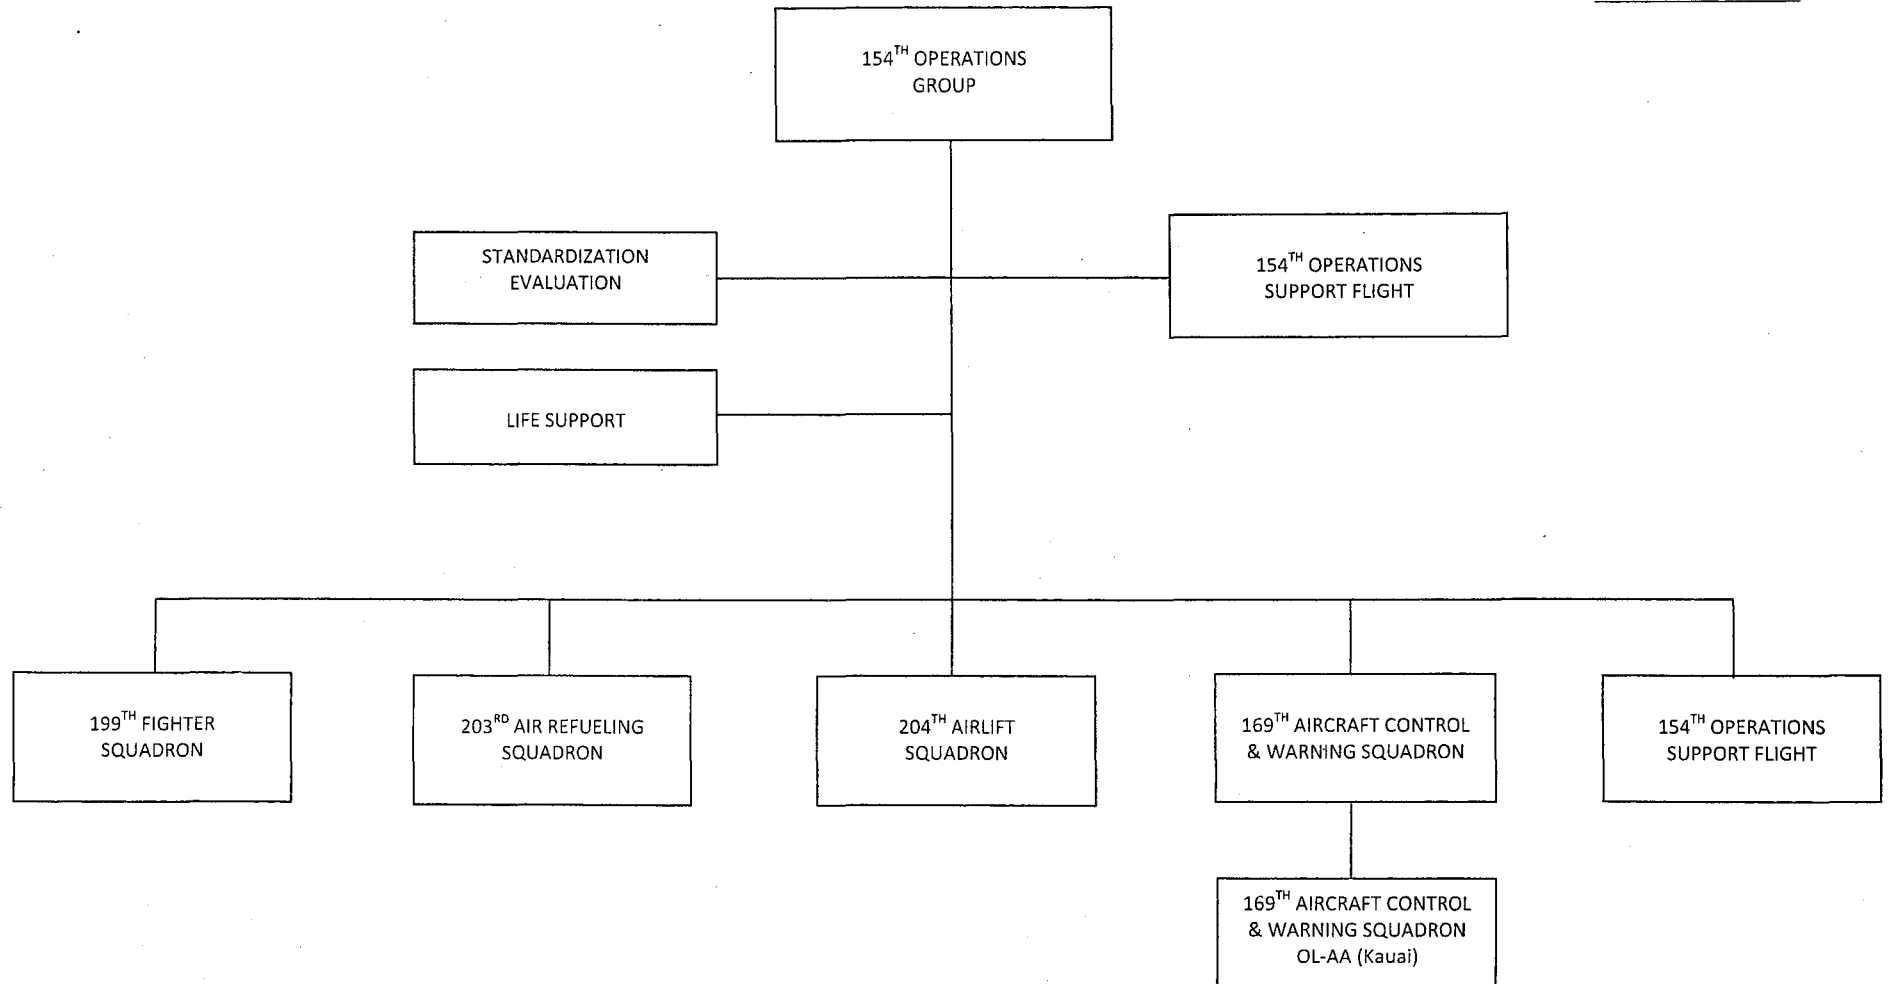 154TH OPERATIONS
GROUP
STANDARDIZATION
EVALUATION
154TH OPERATIONS
SUPPORT FLIGHT
LIFE SUPPORT
199TH FIGHTER
SQUADRON
203RD AIR REFUELING
SQUADRON
204TH AIRLIFT
SQUADRON
169TH AIRCRAFT CONTROL
& WARNING SQUADRON
154TH OPERATIONS
SUPPORT FLIGHT
169TH AIRCRAFT CONTROL
& WARNING SQUADRON
OL-AA (Kauai)